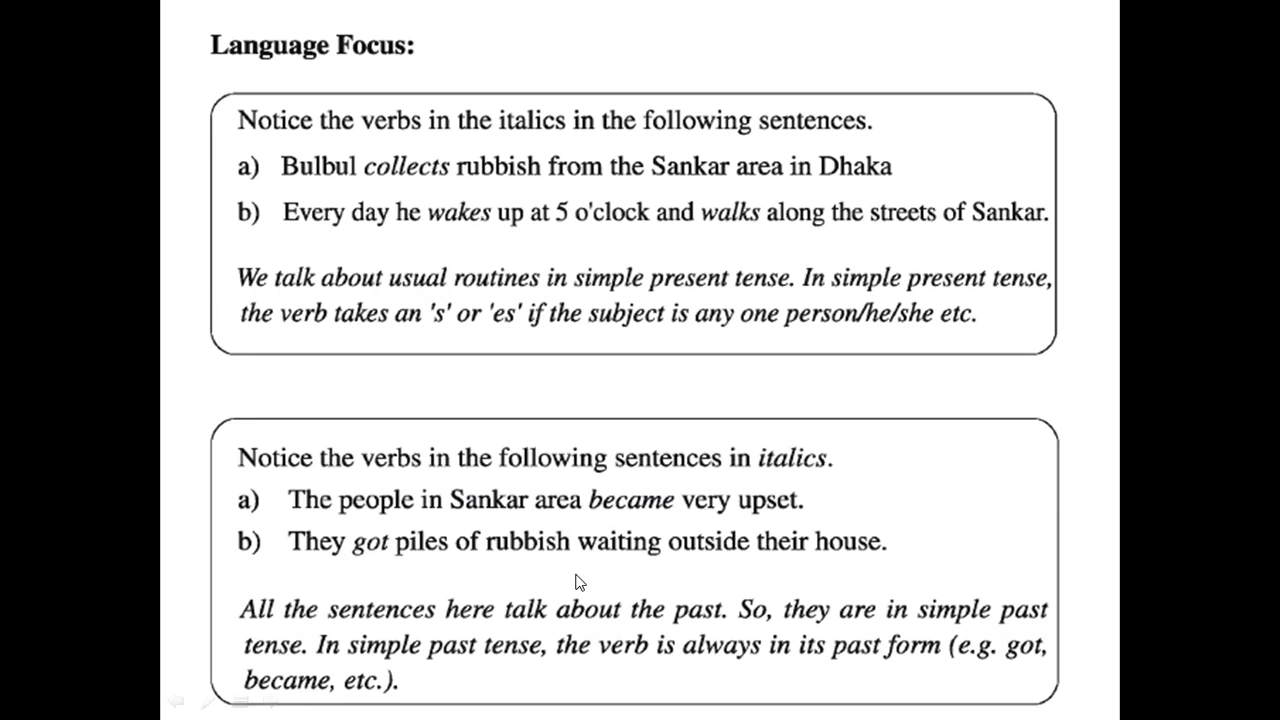 Language Focus:
Notice the verbs in the italics in the following sentences.
a) Bulbul collects rubbish from the Sankar area in Dhaka
b) Every day he wakes up at 5 o'clock and walks along the streets of Sankar.
We talk about usual routines in simple present tense. In simple present tense,
the verb takes an 's' or 'es' if the subject is any one person/he/she etc.
Notice the verbs in the following sentences in italics.
a) The people in Sankar area became very upset.
b) They got piles of rubbish waiting outside their house.
All the sentences here talk about the past. So, they are in simple past
tense. In simple past tense, the verb is always in its past form (e.g. got,
became, etc.).